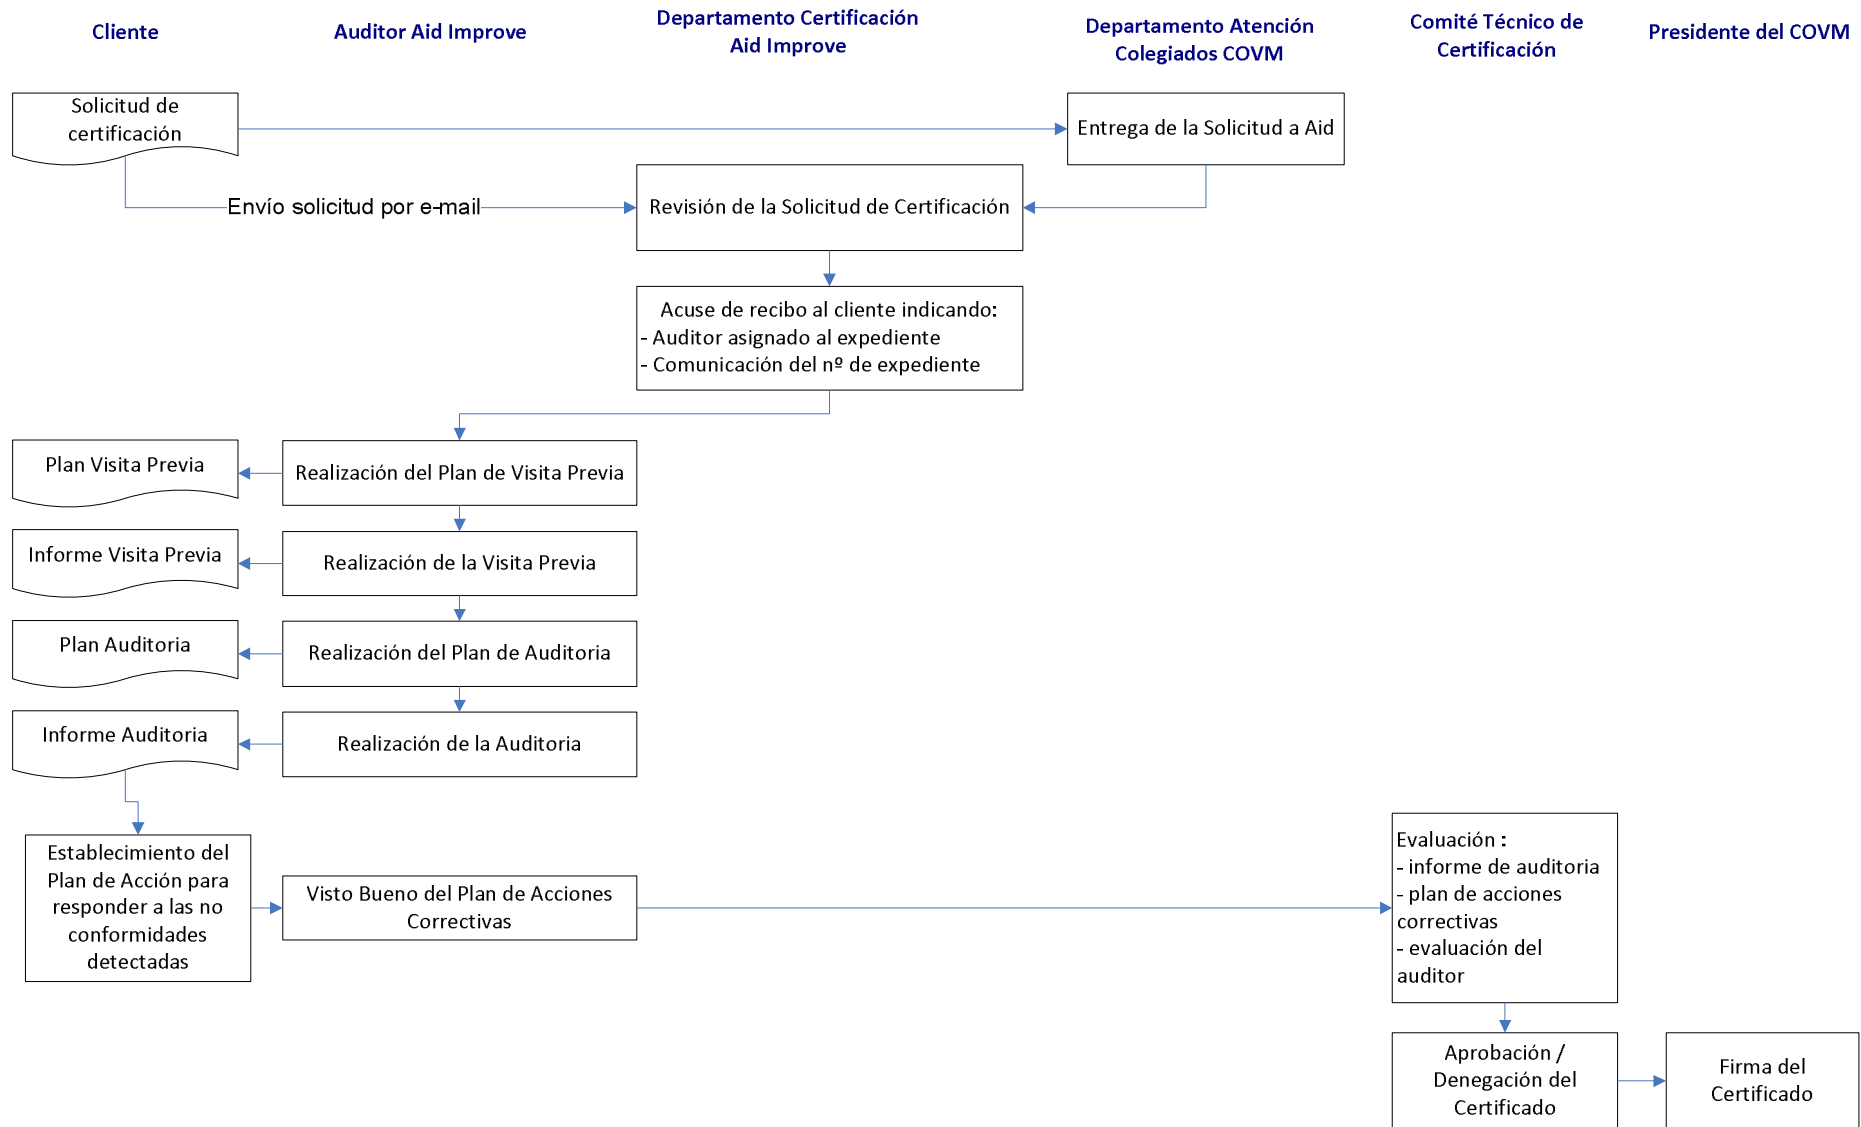 Cliente
Auditor Aid Improve
Departamento Certificación
Aid Improve
Departamento Atención
Colegiados COVM
Comité Técnico de
Certificación
Presidente del COVM
Solicitud de
certificación
Entrega de la Solicitud a Aid
Envío solicitud por e-mail
Revisión de la Solicitud de Certificación
Acuse de recibo al cliente indicando:
- Auditor asignado al expediente
- Comunicación del nº de expediente
Plan Visita Previa
Realización del Plan de Visita Previa
Informe Visita Previa
Realización de la Visita Previa
Plan Auditoria
Realización del Plan de Auditoria
Informe Auditoria
Realización de la Auditoria
Establecimiento del
Plan de Acción para
responder a las no
conformidades
detectadas
Visto Bueno del Plan de Acciones
Correctivas
Evaluación :
- informe de auditoria
- plan de acciones
correctivas
- evaluación del
auditor
Aprobación /
Denegación del
Certificado
Firma del
Certificado